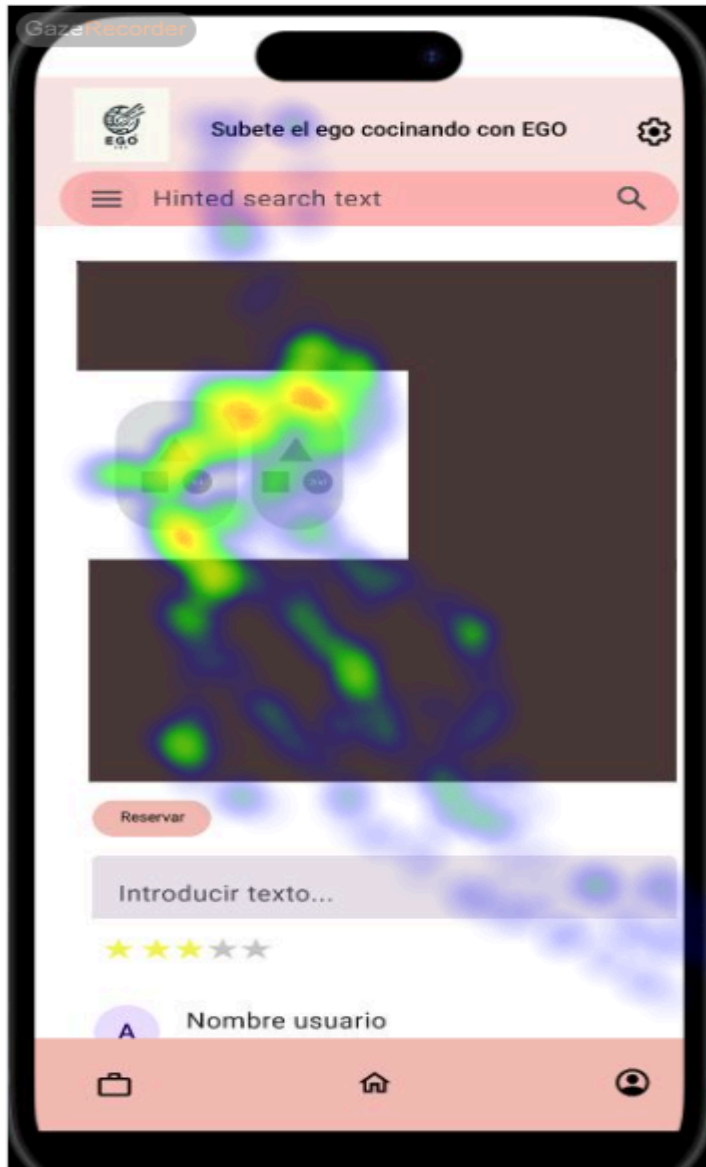 GazeRecorder
EGO
Subete el ego cocinando con EGO
Hinted search text
Reservar
Introducir texto...
A
Nombre usuario